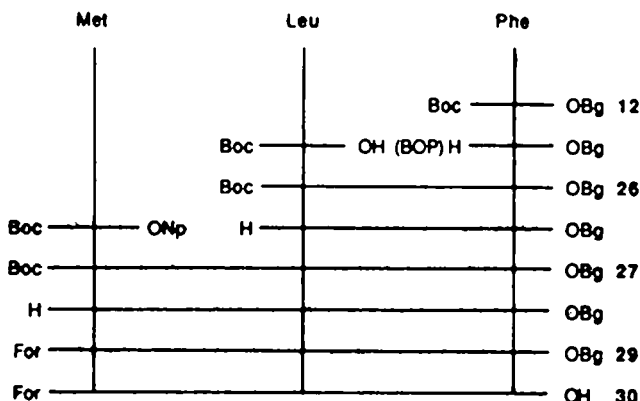 Met Leu Phe
Boc OBg 12
Boc OH (BOP) H OBg
Boc OBg 26
Boc ONp H OBg
Boc OBg 27
H OBg
For OBg 29
For OH 30